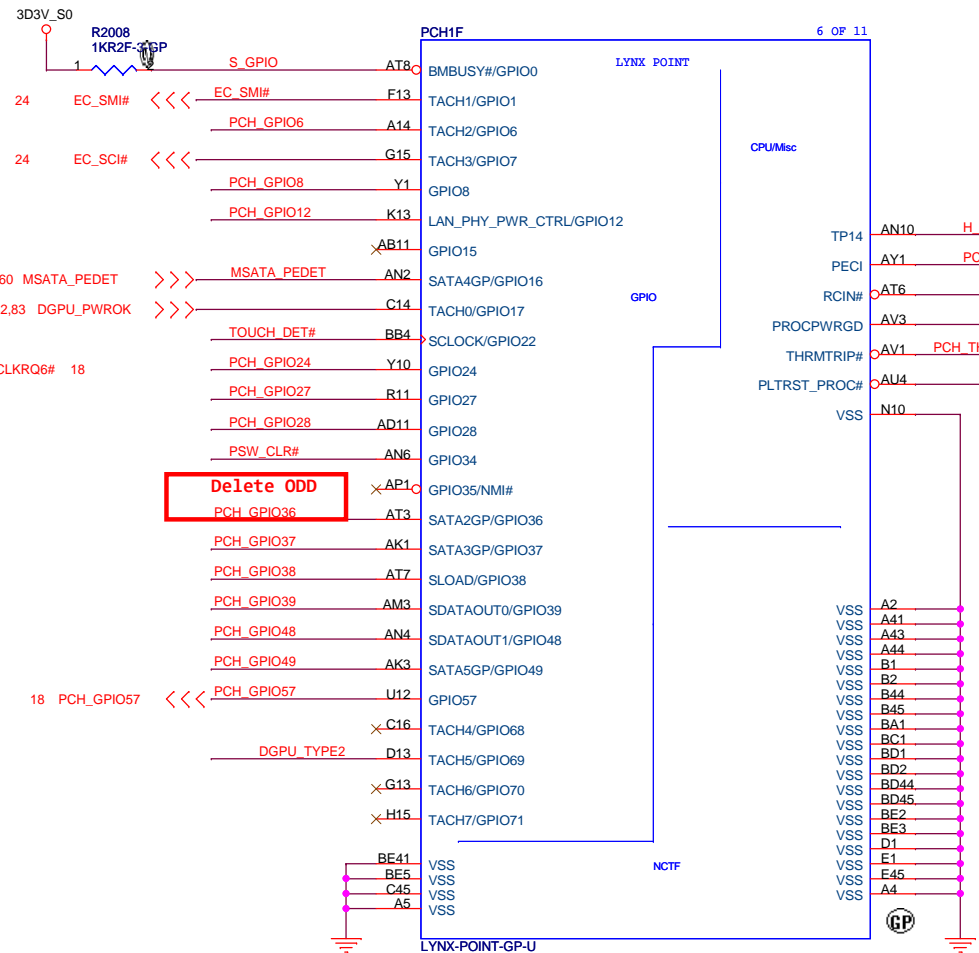 3D3V_S0
R2008
1KR2F-3-GP
PCH1F
6 OF 11
LYNX POINT
CPU/Misc
GPIO
NCTF
1
S_GPIO AT8 BMBUSY#/GPIO0
24 EC_SMI# EC_SMI# F13 TACH1/GPIO1
PCH_GPIO6 A14 TACH2/GPIO6
24 EC_SCI# G15 TACH3/GPIO7
PCH_GPIO8 Y1 GPIO8
PCH_GPIO12 K13 LAN_PHY_PWR_CTRL/GPIO12
AB11 GPIO15
60 MSATA_PEDET MSATA_PEDET AN2 SATA4GP/GPIO16
2,83 DGPU_PWROK C14 TACH0/GPIO17
TOUCH_DET# BB4 SCLOCK/GPIO22
CLKRQ6# 18 PCH_GPIO24 Y10 GPIO24
PCH_GPIO27 R11 GPIO27
PCH_GPIO28 AD11 GPIO28
PSW_CLR# AN6 GPIO34
Delete ODD AP1 GPIO35/NMI#
PCH_GPIO36 AT3 SATA2GP/GPIO36
PCH_GPIO37 AK1 SATA3GP/GPIO37
PCH_GPIO38 AT7 SLOAD/GPIO38
PCH_GPIO39 AM3 SDATAOUT0/GPIO39
PCH_GPIO48 AN4 SDATAOUT1/GPIO48
PCH_GPIO49 AK3 SATA5GP/GPIO49
18 PCH_GPIO57 PCH_GPIO57 U12 GPIO57
C16 TACH4/GPIO68
DGPU_TYPE2 D13 TACH5/GPIO69
G13 TACH6/GPIO70
H15 TACH7/GPIO71
BE41 VSS
BE5 VSS
C45 VSS
A5 VSS
TP14 AN10 H_
PECI AY1 PC
RCIN# AT6
PROCPWRGD AV3
THRMTRIP# AV1 PCH_TH
PLTRST_PROC# AU4
VSS N10
VSS A2
VSS A41
VSS A43
VSS A44
VSS B1
VSS B2
VSS B44
VSS B45
VSS BA1
VSS BC1
VSS BD1
VSS BD2
VSS BD44
VSS BD45
VSS BE2
VSS BE3
VSS D1
VSS E1
VSS E45
VSS A4
GP
LYNX-POINT-GP-U